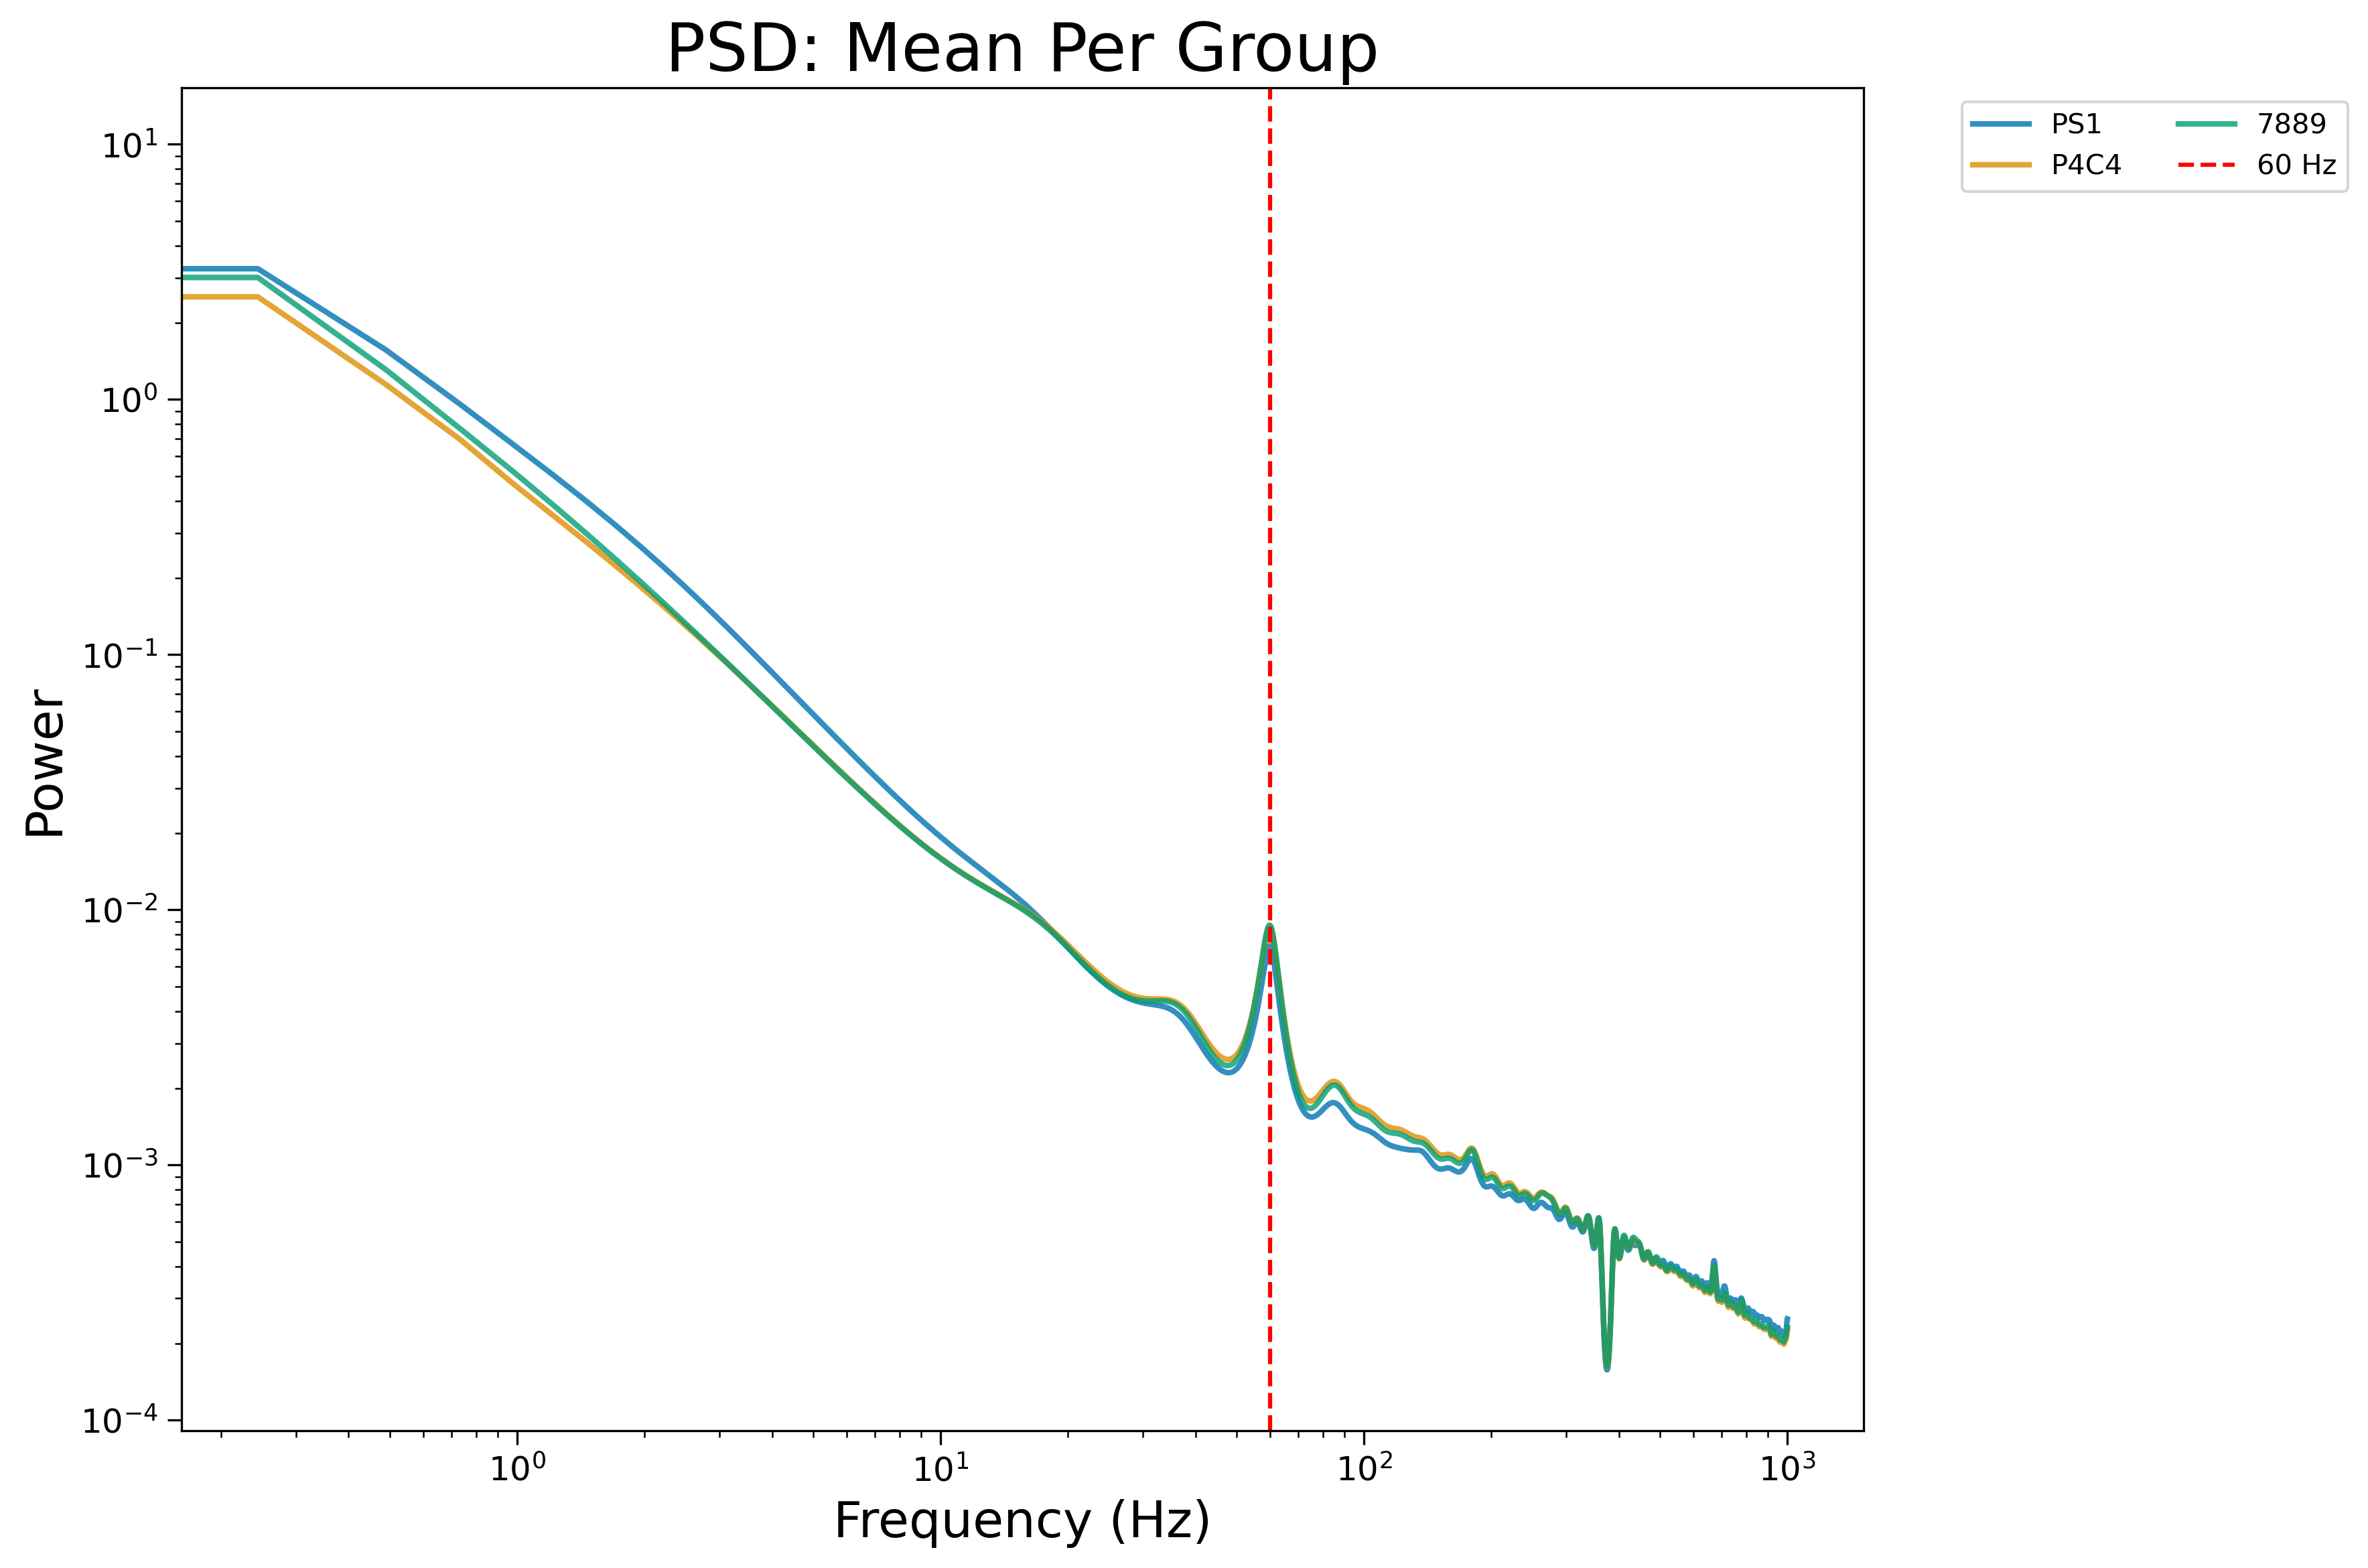 PSD: Mean Per Group
PS1
P4C4
7889
60 Hz
Power
10¹
10⁰
10⁻¹
10⁻²
10⁻³
10⁻⁴
10⁰ 10¹ 10² 10³
Frequency (Hz)